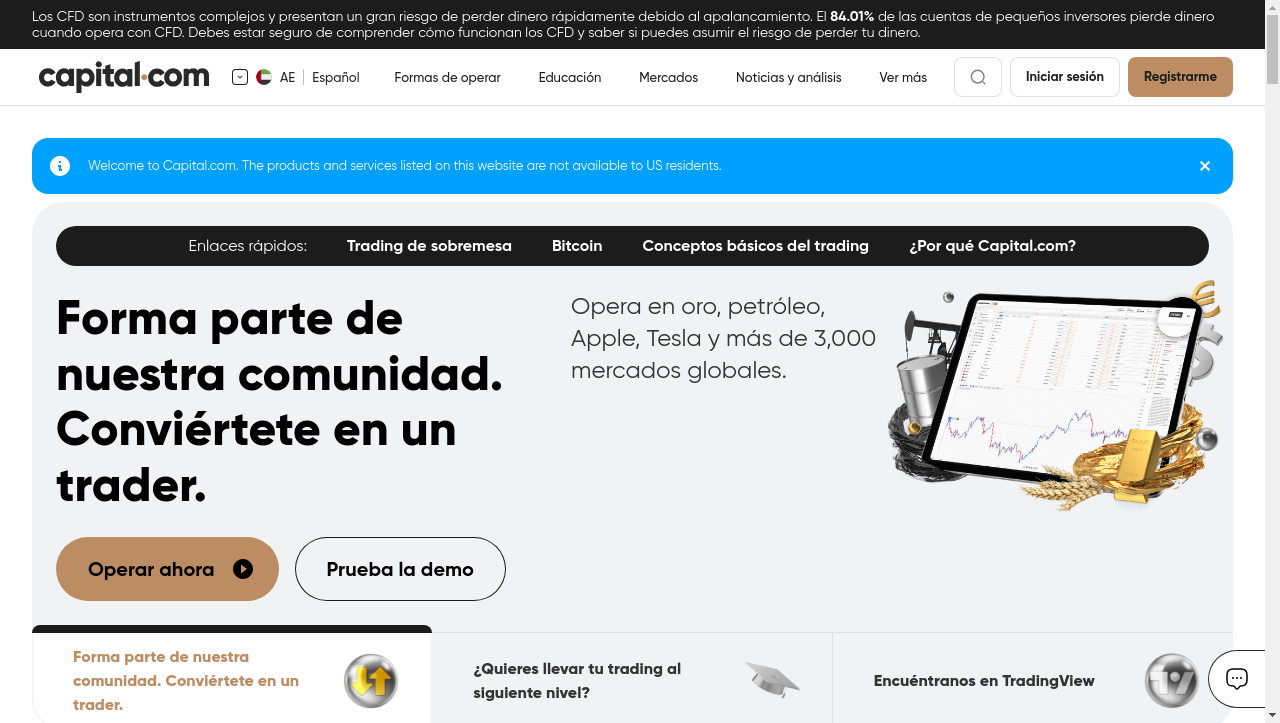 Los CFD son instrumentos complejos y presentan un gran riesgo de perder dinero rápidamente debido al apalancamiento. El 84.01% de las cuentas de pequeños inversores pierde dinero
cuando opera con CFD. Debes estar seguro de comprender cómo funcionan los CFD y saber si puedes asumir el riesgo de perder tu dinero.
capital.com AE Español Formas de operar Educación Mercados Noticias y análisis Ver más Iniciar sesión Registrarme
Welcome to Capital.com. The products and services listed on this website are not available to US residents.
Enlaces rápidos: Trading de sobremesa Bitcoin Conceptos básicos del trading ¿Por qué Capital.com?
Forma parte de
nuestra comunidad.
Conviértete en un
trader.
Opera en oro, petróleo,
Apple, Tesla y más de 3,000
mercados globales.
Operar ahora Prueba la demo
Forma parte de nuestra
comunidad. Conviértete en un
trader.
¿Quieres llevar tu trading al
siguiente nivel?
Encuéntranos en TradingView